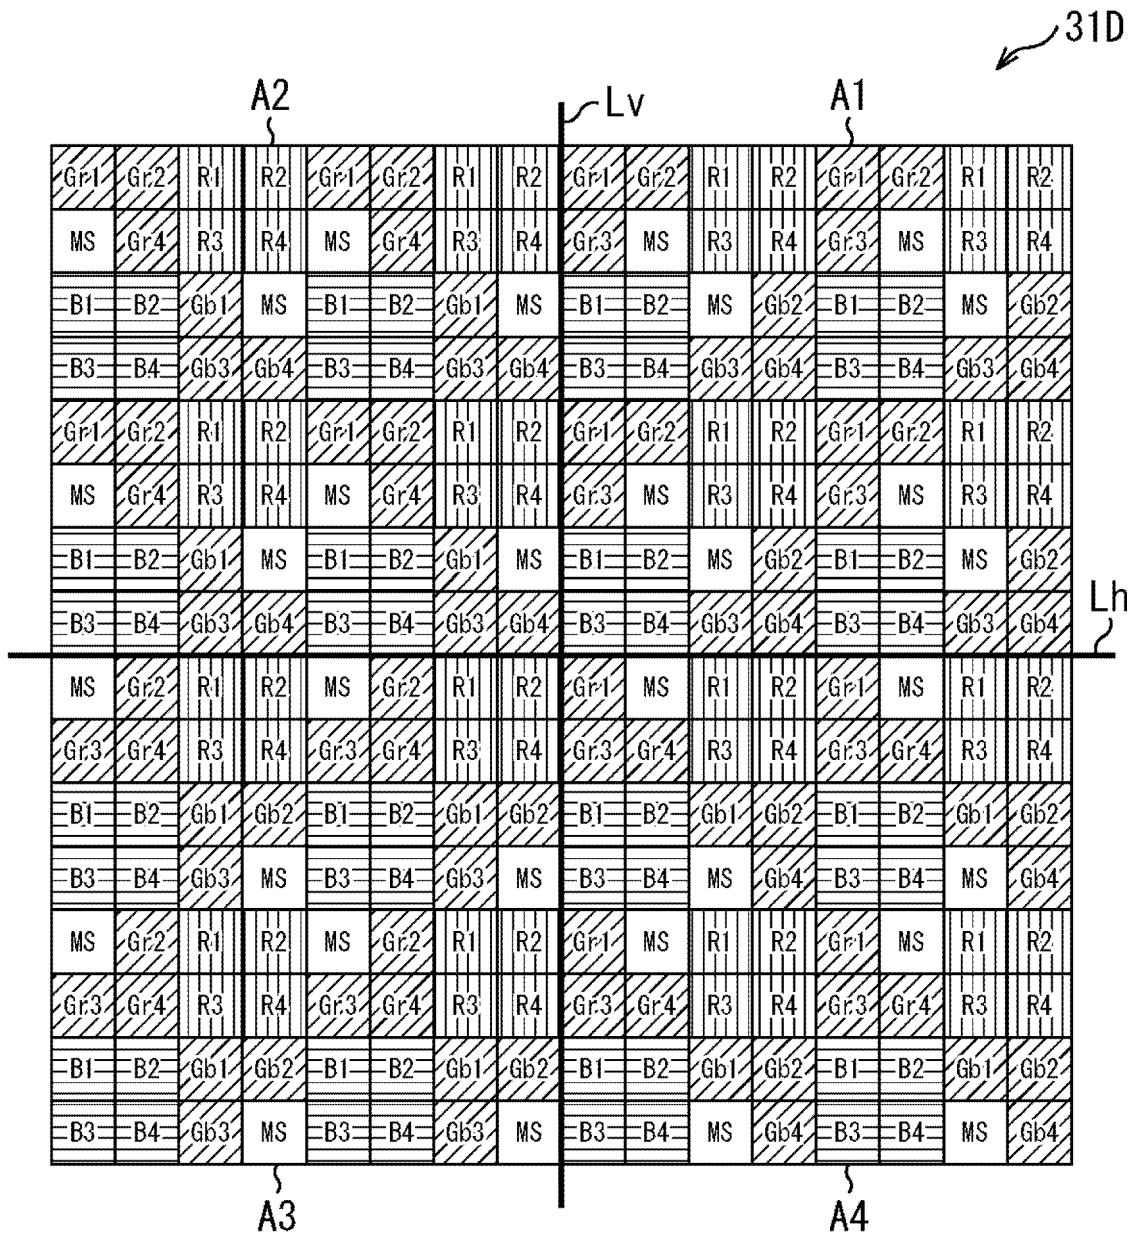 31D
A2 Lv A1
Gr1 Gr2 R1 R2 Gr1 Gr2 R1 R2 Gr1 Gr2 R1 R2 Gr1 Gr2 R1 R2
MS Gr4 R3 R4 MS Gr4 R3 R4 Gr3 MS R3 R4 Gr3 MS R3 R4
B1 B2 Gb1 MS B1 B2 Gb1 MS B1 B2 MS Gb2 B1 B2 MS Gb2
B3 B4 Gb3 Gb4 B3 B4 Gb3 Gb4 B3 B4 Gb3 Gb4 B3 B4 Gb3 Gb4
Gr1 Gr2 R1 R2 Gr1 Gr2 R1 R2 Gr1 Gr2 R1 R2 Gr1 Gr2 R1 R2
MS Gr4 R3 R4 MS Gr4 R3 R4 Gr3 MS R3 R4 Gr3 MS R3 R4
B1 B2 Gb1 MS B1 B2 Gb1 MS B1 B2 MS Gb2 B1 B2 MS Gb2
B3 B4 Gb3 Gb4 B3 B4 Gb3 Gb4 B3 B4 Gb3 Gb4 B3 B4 Gb3 Gb4
Lh
MS Gr2 R1 R2 MS Gr2 R1 R2 Gr1 MS R1 R2 Gr1 MS R1 R2
Gr3 Gr4 R3 R4 Gr3 Gr4 R3 R4 Gr3 Gr4 R3 R4 Gr3 Gr4 R3 R4
B1 B2 Gb1 Gb2 B1 B2 Gb1 Gb2 B1 B2 Gb1 Gb2 B1 B2 Gb1 Gb2
B3 B4 Gb3 MS B3 B4 Gb3 MS B3 B4 MS Gb4 B3 B4 MS Gb4
MS Gr2 R1 R2 MS Gr2 R1 R2 Gr1 MS R1 R2 Gr1 MS R1 R2
Gr3 Gr4 R3 R4 Gr3 Gr4 R3 R4 Gr3 Gr4 R3 R4 Gr3 Gr4 R3 R4
B1 B2 Gb1 Gb2 B1 B2 Gb1 Gb2 B1 B2 Gb1 Gb2 B1 B2 Gb1 Gb2
B3 B4 Gb3 MS B3 B4 Gb3 MS B3 B4 MS Gb4 B3 B4 MS Gb4
A3 A4